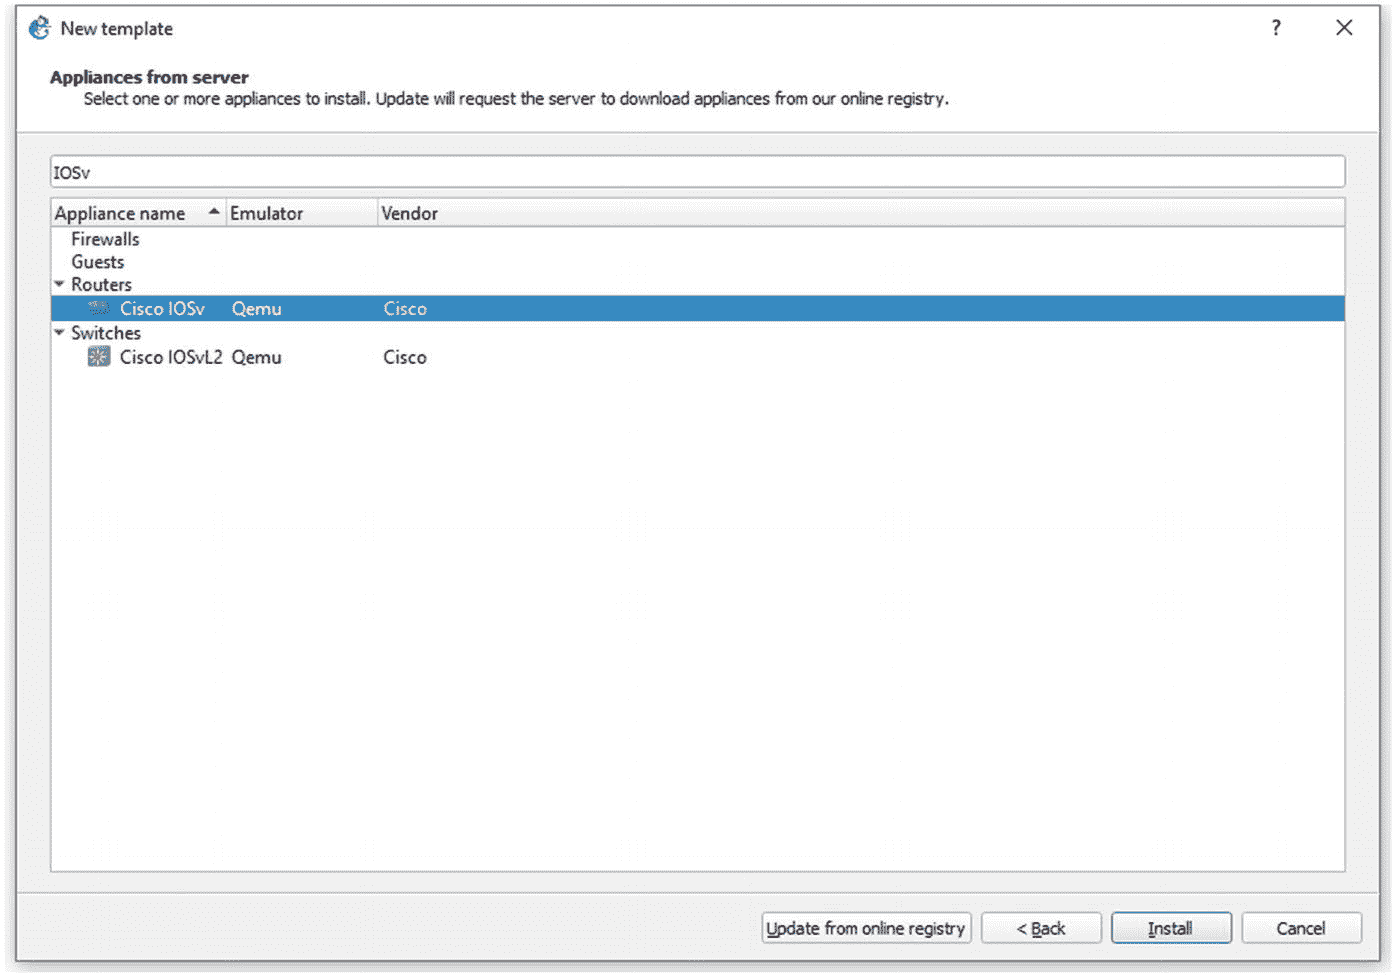 New template ?
Appliances from server
Select one or more appliances to install. Update will request the server to download appliances from our online registry.
IOSv
Appliance name Emulator Vendor
Firewalls
Guests
Routers
Cisco IOSv Qemu Cisco
Switches
Cisco IOSvL2 Qemu Cisco
Update from online registry < Back Install Cancel